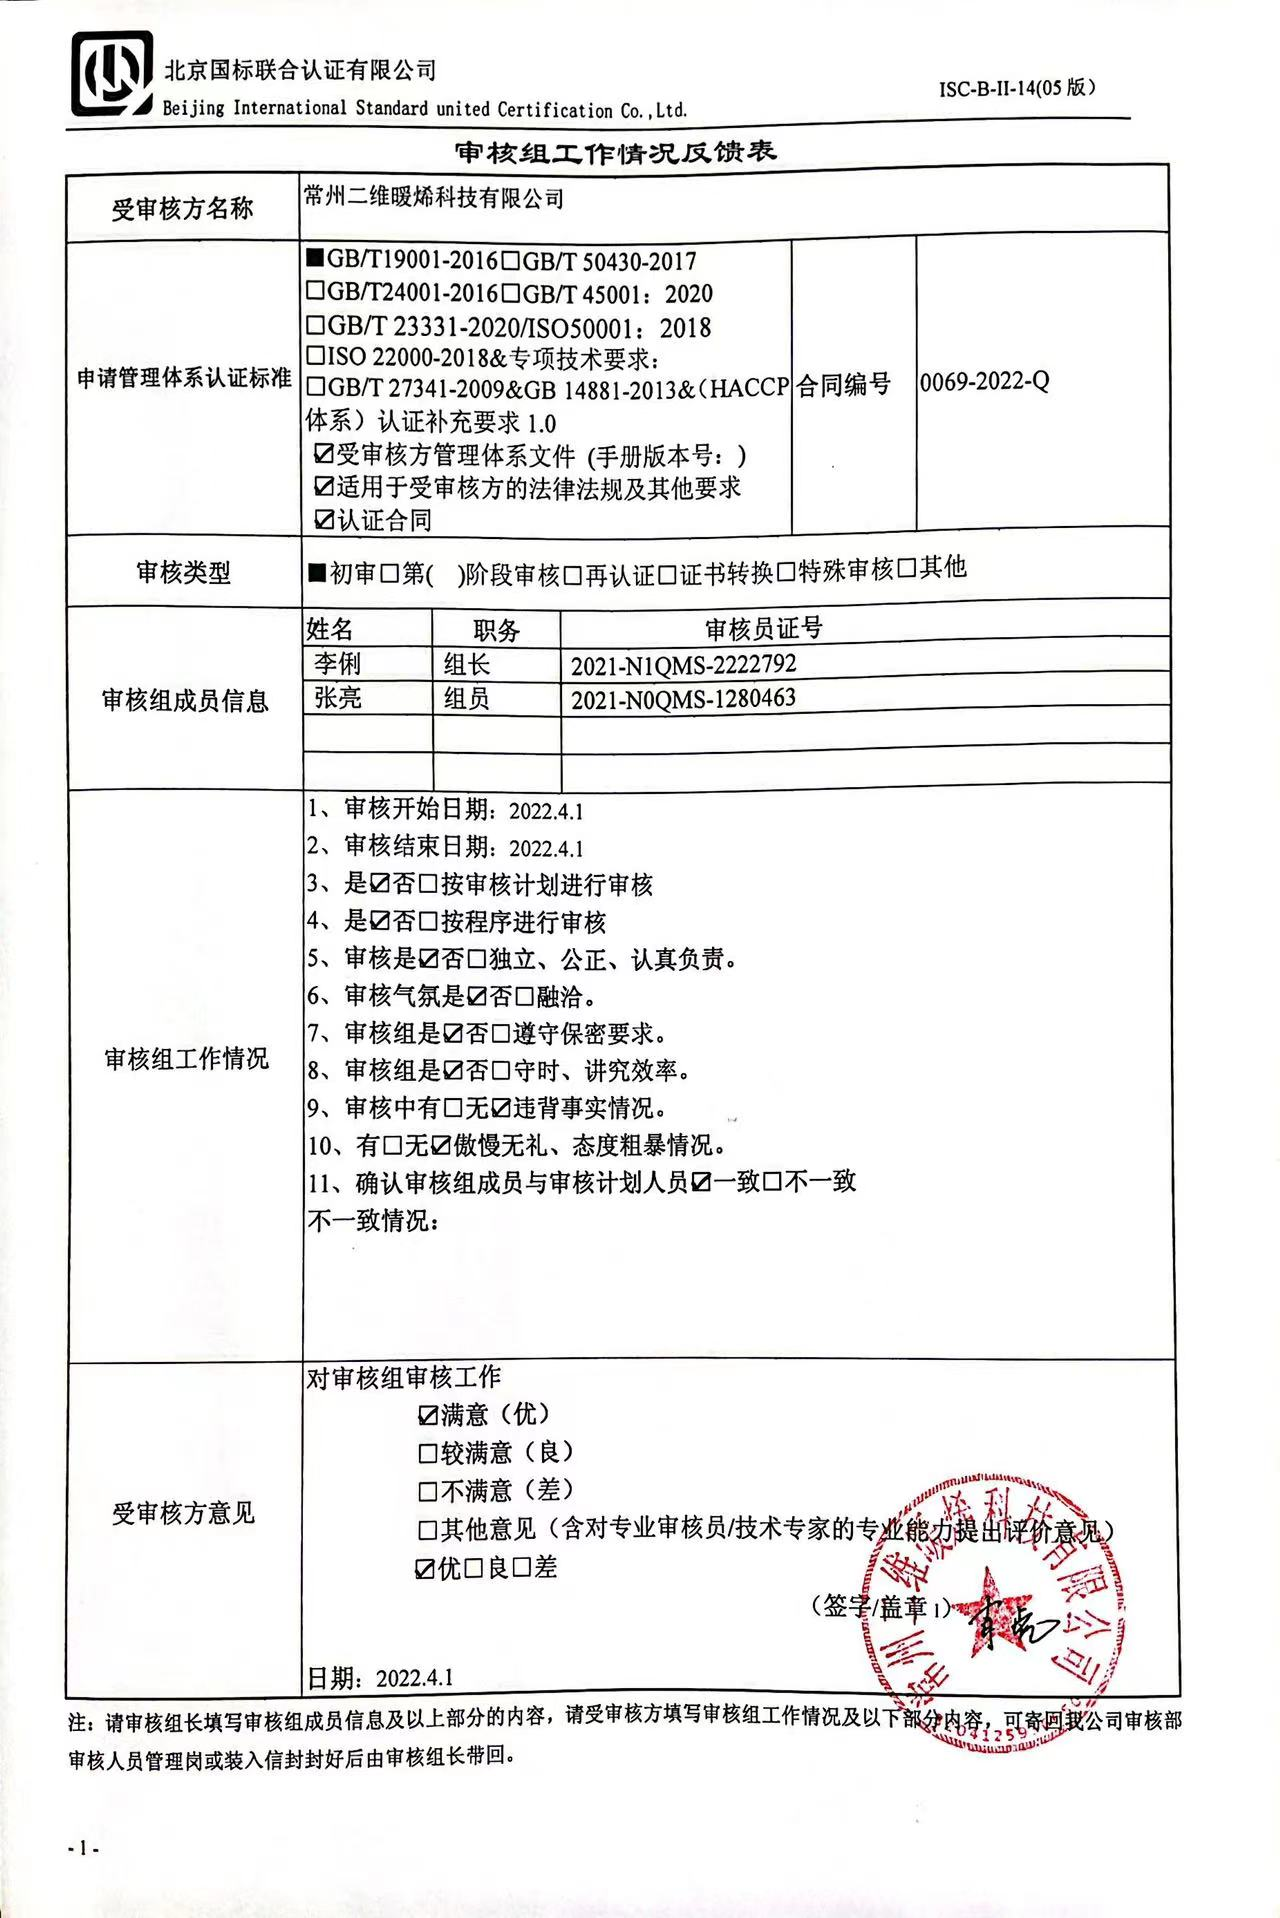 北京国标联合认证有限公司
Beijing International Standard united Certification Co.,Ltd.
ISC-B-II-14(05 版)
审核组工作情况反馈表
受审核方名称
常州二维暖烯科技有限公司
申请管理体系认证标准
■GB/T19001-2016□GB/T 50430-2017
□GB/T24001-2016□GB/T 45001：2020
□GB/T 23331-2020/ISO50001：2018
□ISO 22000-2018&专项技术要求：
□GB/T 27341-2009&GB 14881-2013&（HACCP
体系）认证补充要求 1.0
☑受审核方管理体系文件 (手册版本号：)
☑适用于受审核方的法律法规及其他要求
☑认证合同
合同编号
0069-2022-Q
审核类型
■初审□第( )阶段审核□再认证□证书转换□特殊审核□其他
审核组成员信息
姓名 职务 审核员证号
李俐 组长 2021-N1QMS-2222792
张亮 组员 2021-N0QMS-1280463
审核组工作情况
1、审核开始日期：2022.4.1
2、审核结束日期：2022.4.1
3、是☑否□按审核计划进行审核
4、是☑否□按程序进行审核
5、审核是☑否□独立、公正、认真负责。
6、审核气氛是☑否□融洽。
7、审核组是☑否□遵守保密要求。
8、审核组是☑否□守时、讲究效率。
9、审核中有□无☑违背事实情况。
10、有□无☑傲慢无礼、态度粗暴情况。
11、确认审核组成员与审核计划人员☑一致□不一致
不一致情况：
受审核方意见
对审核组审核工作
☑满意（优）
□较满意（良）
□不满意（差）
□其他意见（含对专业审核员/技术专家的专业能力提出评价意见）
☑优□良□差
（签字/盖章）
常州二维暖烯科技有限公司
日期：2022.4.1
注：请审核组长填写审核组成员信息及以上部分的内容，请受审核方填写审核组工作情况及以下部分内容，可寄回我公司审核部
审核人员管理岗或装入信封封好后由审核组长带回。
-1-